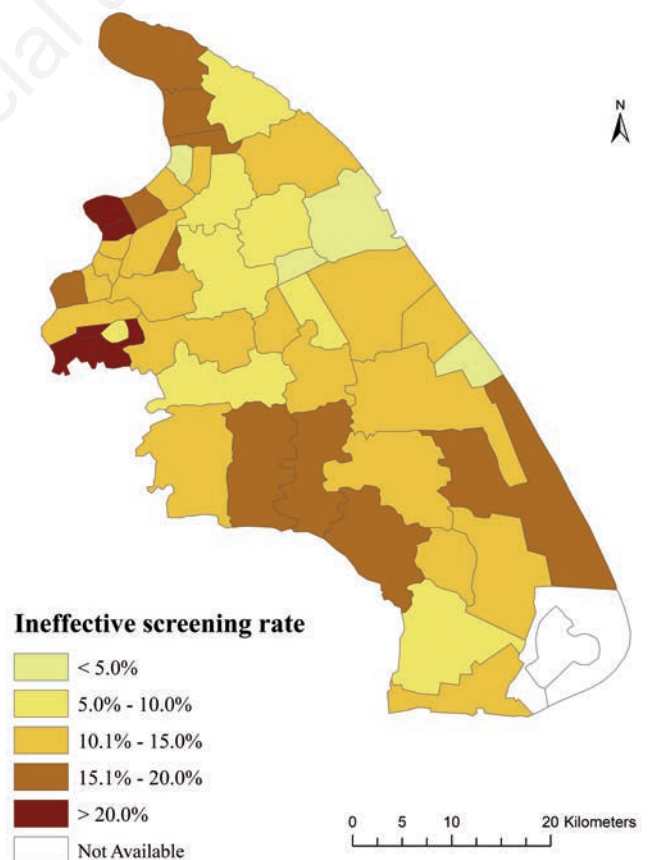 N
Ineffective screening rate
< 5.0%
5.0% - 10.0%
10.1% - 15.0%
15.1% - 20.0%
> 20.0%
Not Available
0 5 10 20 Kilometers